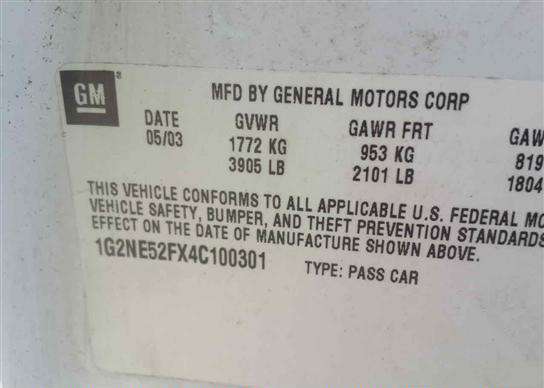 GM
MFD BY GENERAL MOTORS CORP
DATE GVWR GAWR FRT GAW
05/03 1772 KG 953 KG 819
3905 LB 2101 LB 1804
THIS VEHICLE CONFORMS TO ALL APPLICABLE U.S. FEDERAL MO
VEHICLE SAFETY, BUMPER, AND THEFT PREVENTION STANDARDS
EFFECT ON THE DATE OF MANUFACTURE SHOWN ABOVE.
1G2NE52FX4C100301 TYPE: PASS CAR